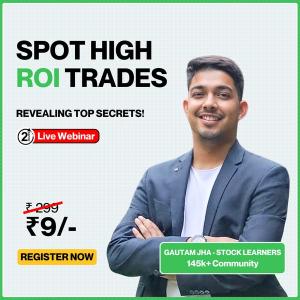 SPOT HIGH
ROI TRADES
REVEALING TOP SECRETS!
2 Live Webinar
₹ 299
₹9/-
REGISTER NOW
GAUTAM JHA - STOCK LEARNERS
145k+ Community